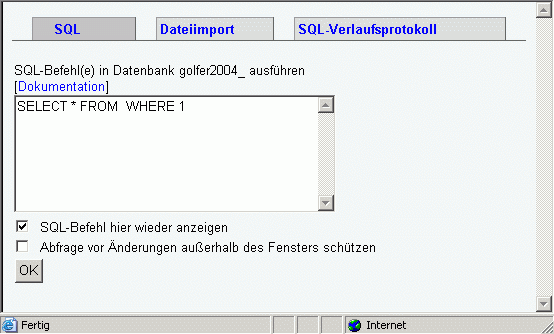 SQL Dateiimport SQL-Verlaufsprotokoll
SQL-Befehl(e) in Datenbank golfer2004_ ausführen
[Dokumentation]
SELECT * FROM  WHERE 1
SQL-Befehl hier wieder anzeigen
Abfrage vor Änderungen außerhalb des Fensters schützen
OK
Fertig Internet